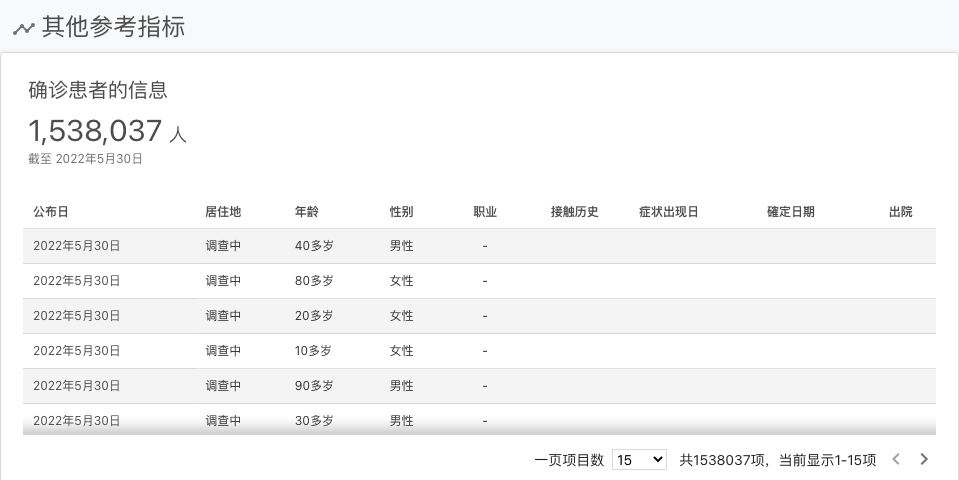 其他参考指标
确诊患者的信息
1,538,037 人
截至 2022年5月30日
公布日 居住地 年龄 性别 职业 接触历史 症状出现日 確定日期 出院
2022年5月30日 调查中 40多岁 男性 -
2022年5月30日 调查中 80多岁 女性 -
2022年5月30日 调查中 20多岁 女性 -
2022年5月30日 调查中 10多岁 女性 -
2022年5月30日 调查中 90多岁 男性 -
2022年5月30日 调查中 30多岁 男性 -
一页项目数 15 共1538037项，当前显示1-15项